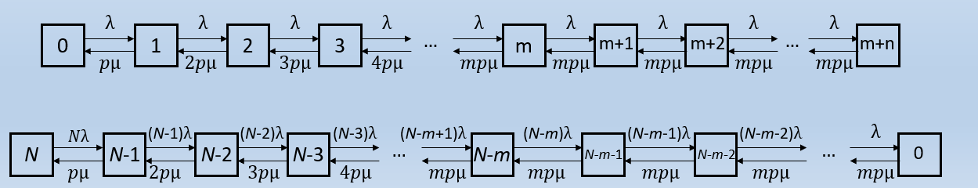 λ λ λ λ λ λ λ λ λ
0 1 2 3 ... m m+1 m+2 ... m+n
pμ 2pμ 3pμ 4pμ mpμ mpμ mpμ mpμ mpμ
Nλ (N-1)λ (N-2)λ (N-3)λ (N-m+1)λ (N-m)λ (N-m-1)λ (N-m-2)λ λ
N N-1 N-2 N-3 ... N-m N-m-1 N-m-2 ... 0
pμ 2pμ 3pμ 4pμ mpμ mpμ mpμ mpμ mpμ